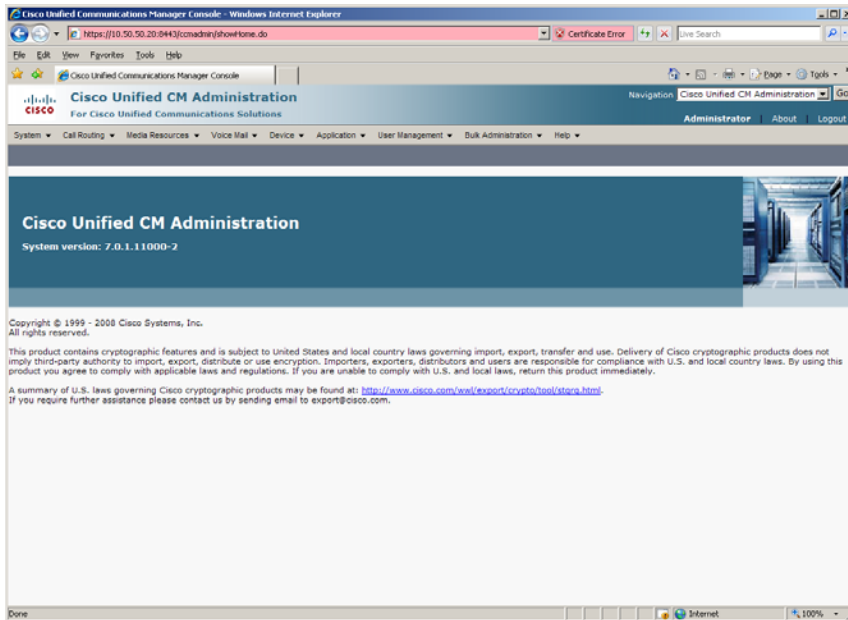 Cisco Unified Communications Manager Console - Windows Internet Explorer
https://10.50.50.20:8443/ccmadmin/showHome.do
Certificate Error
Live Search
File Edit View Favorites Tools Help
Cisco Unified Communications Manager Console
Page Tools
CISCO
Cisco Unified CM Administration
For Cisco Unified Communications Solutions
Navigation Cisco Unified CM Administration Go
Administrator About Logout
System Call Routing Media Resources Voice Mail Device Application User Management Bulk Administration Help
Cisco Unified CM Administration
System version: 7.0.1.11000-2
Copyright © 1999 - 2008 Cisco Systems, Inc.
All rights reserved.
This product contains cryptographic features and is subject to United States and local country laws governing import, export, transfer and use. Delivery of Cisco cryptographic products does not
imply third-party authority to import, export, distribute or use encryption. Importers, exporters, distributors and users are responsible for compliance with U.S. and local country laws. By using this
product you agree to comply with applicable laws and regulations. If you are unable to comply with U.S. and local laws, return this product immediately.
A summary of U.S. laws governing Cisco cryptographic products may be found at: http://www.cisco.com/wwl/export/crypto/tool/stqrg.html.
If you require further assistance please contact us by sending email to export@cisco.com.
Done
Internet
100%